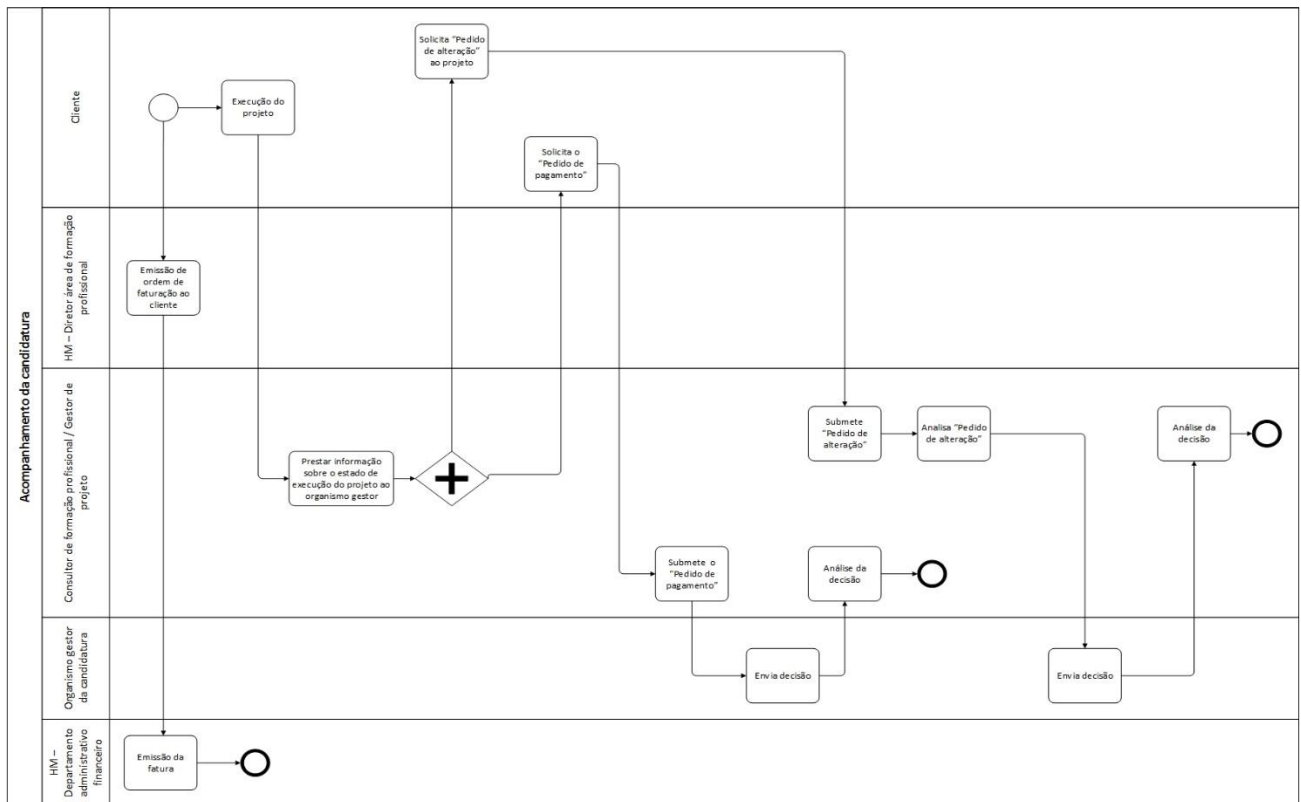 Acompanhamento da candidatura
Cliente
Solicita “Pedido
de alteração”
ao projeto
Execução do
projeto
Solicita o
“Pedido de
pagamento”
HM – Diretor área de formação
profissional
Emissão de
ordem de
faturação ao
cliente
Consultor de formação profissional / Gestor de
projeto
Prestar informação
sobre o estado de
execução do projeto ao
organismo gestor
Submete
“Pedido de
alteração”
Analisa “Pedido
de alteração”
Análise da
decisão
Submete o
“Pedido de
pagamento”
Análise da
decisão
Organismo gestor
da candidatura
Envia decisão
Envia decisão
HM –
Departamento
administrativo
financeiro
Emissão da
fatura